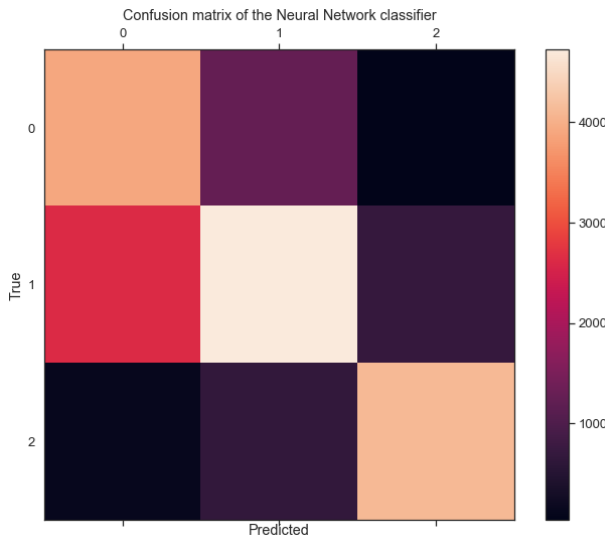 Confusion matrix of the Neural Network classifier
0 1 2
0
1
2
True
Predicted
4000
3000
2000
1000